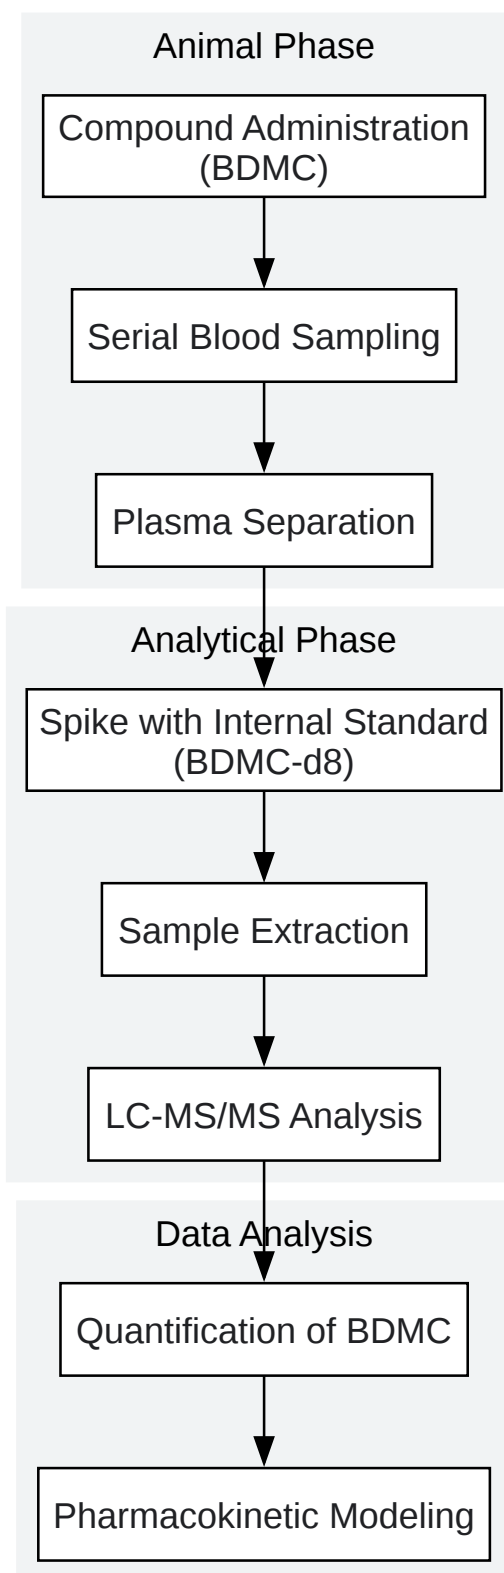 Animal Phase
Compound Administration
(BDMC)
Serial Blood Sampling
Plasma Separation
Analytical Phase
Spike with Internal Standard
(BDMC-d8)
Sample Extraction
LC-MS/MS Analysis
Data Analysis
Quantification of BDMC
Pharmacokinetic Modeling